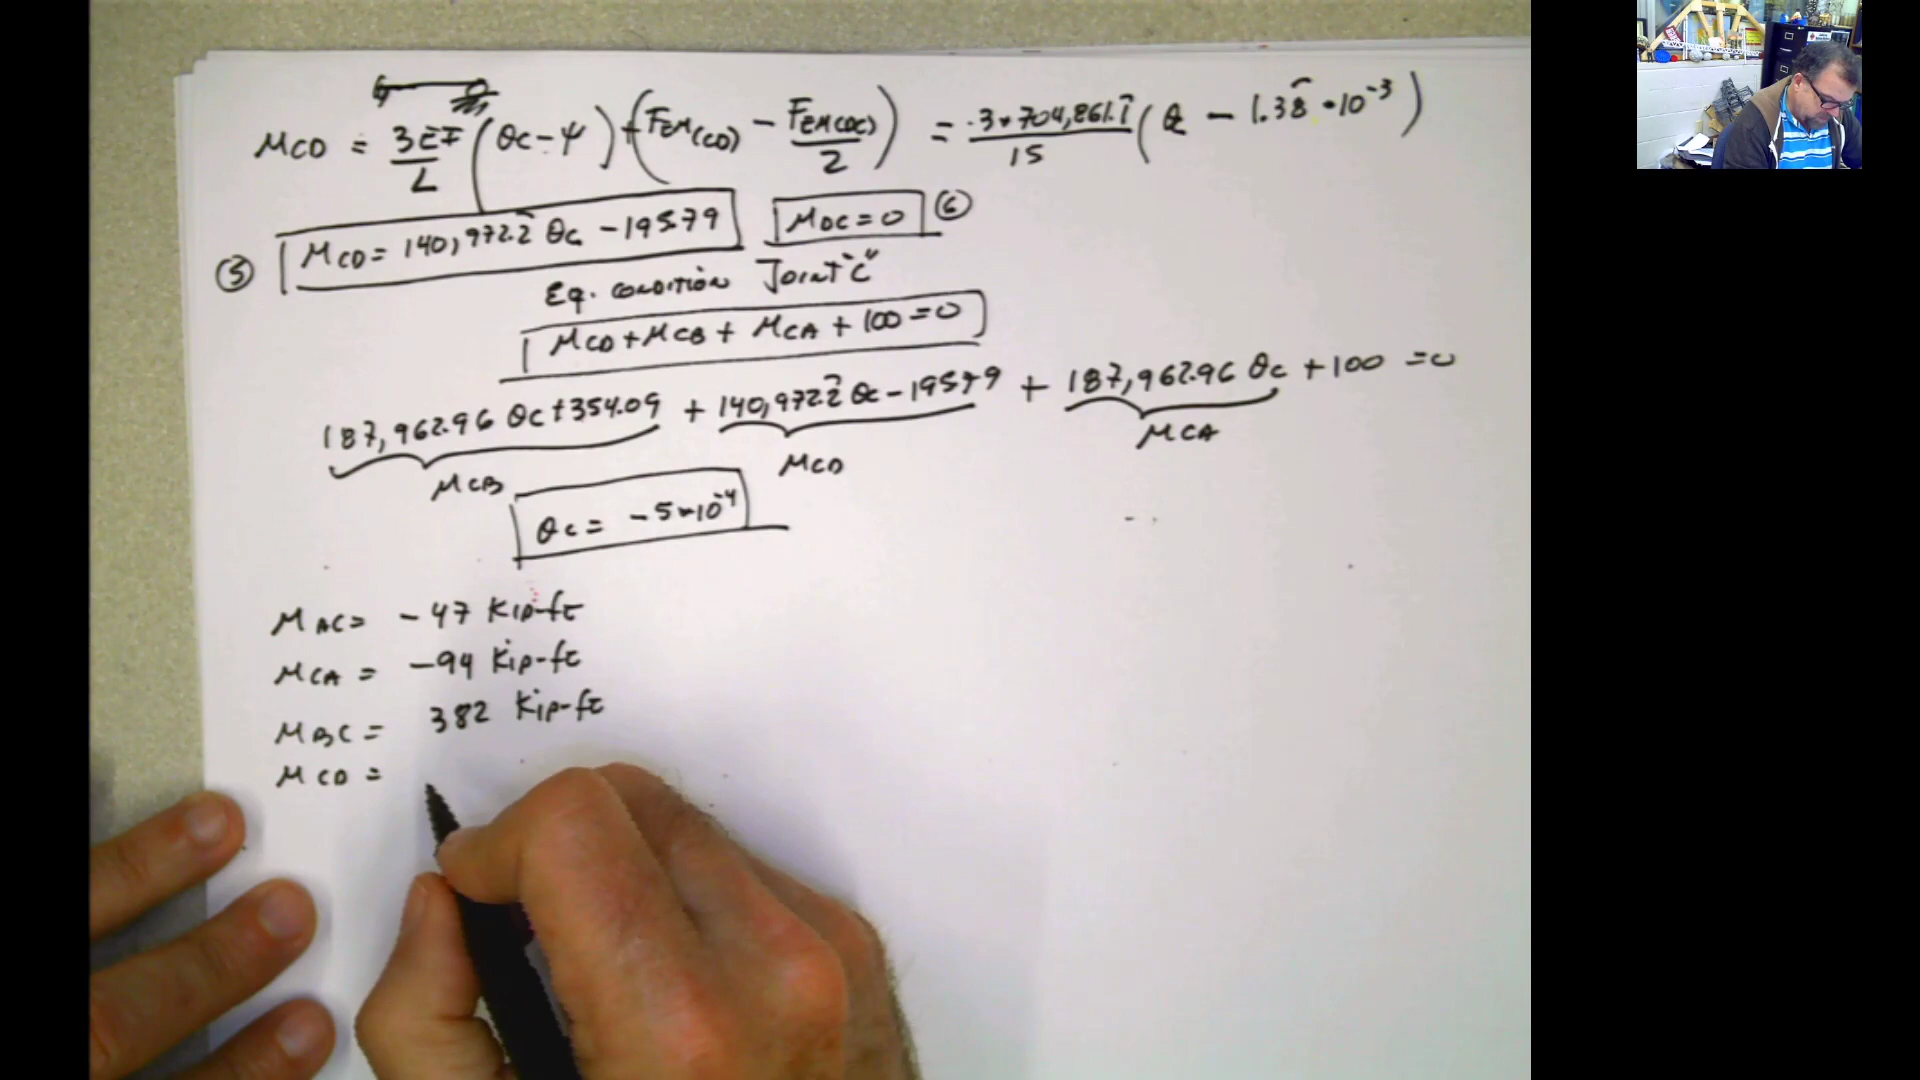 MCD = 3EI/L (θc - ψ) + (FEM(CD) - FEM(DC)/2) = 3*704,861.1/15 (θc - 1.38 * 10^-3)
⑤ MCD = 140,972.2 θc - 195.79 MDC = 0 ⑥
Eq. condition Joint "C"
MCD + MCB + MCA + 100 = 0
187,962.96 θc + 354.09 + 140,972.2 θc - 195.79 + 187,962.96 θc + 100 = 0
MCB MCD MCA
θc = -5*10^-4
MAC = -47 Kip-ft
MCA = -94 Kip-ft
MBC = 382 Kip-ft
MCD =